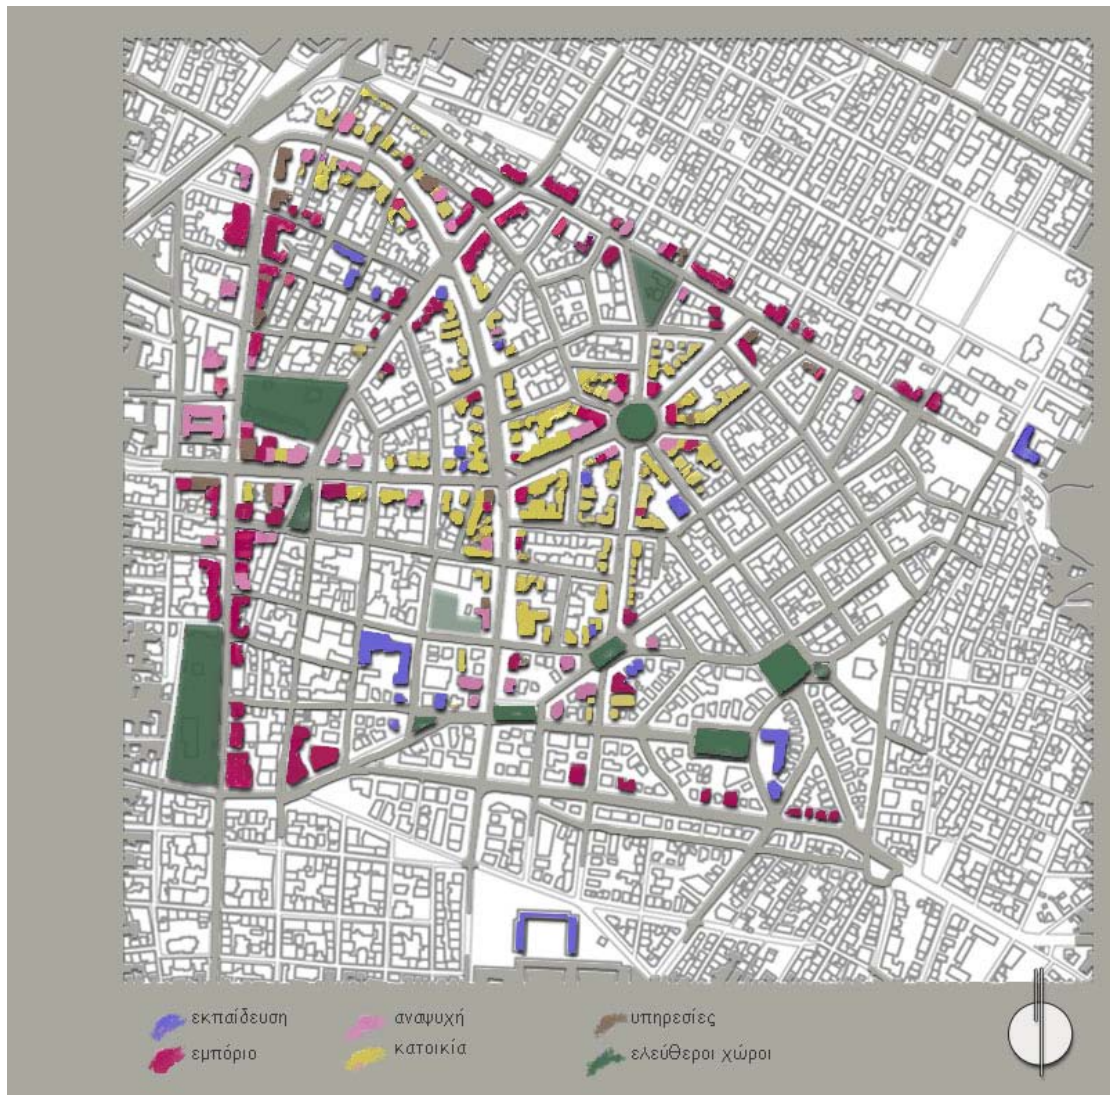 εκπαίδευση
αναψυχή
υπηρεσίες
εμπόριο
κατοικία
ελεύθεροι χώροι